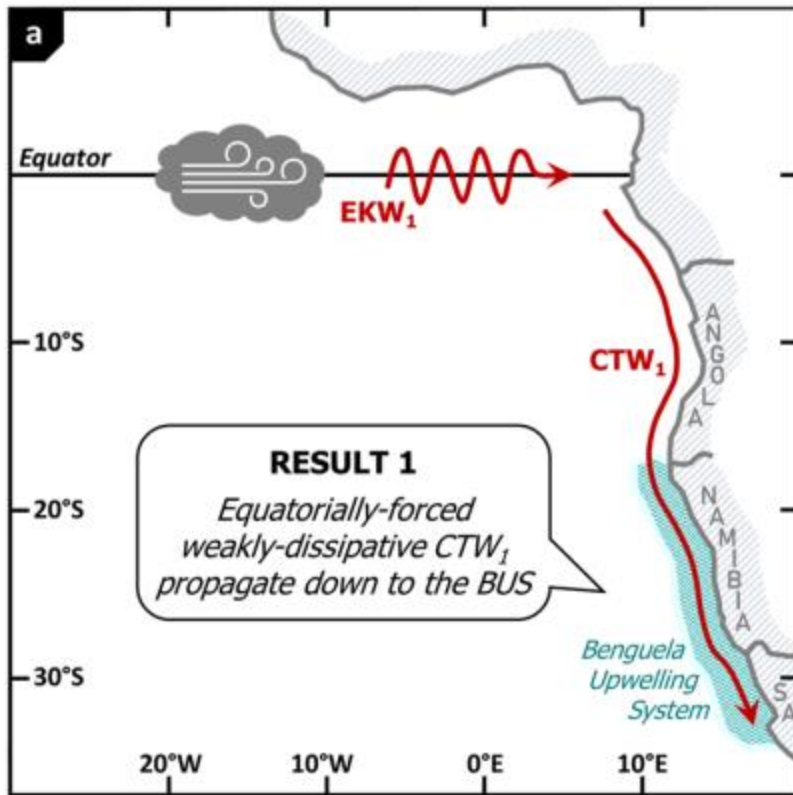 a
Equator
EKW₁
10°S
CTW₁
ANGOLA
RESULT 1
Equatorially-forced
weakly-dissipative CTW₁
propagate down to the BUS
20°S
NAMIBIA
30°S
Benguela
Upwelling
System
SA
20°W
10°W
0°E
10°E